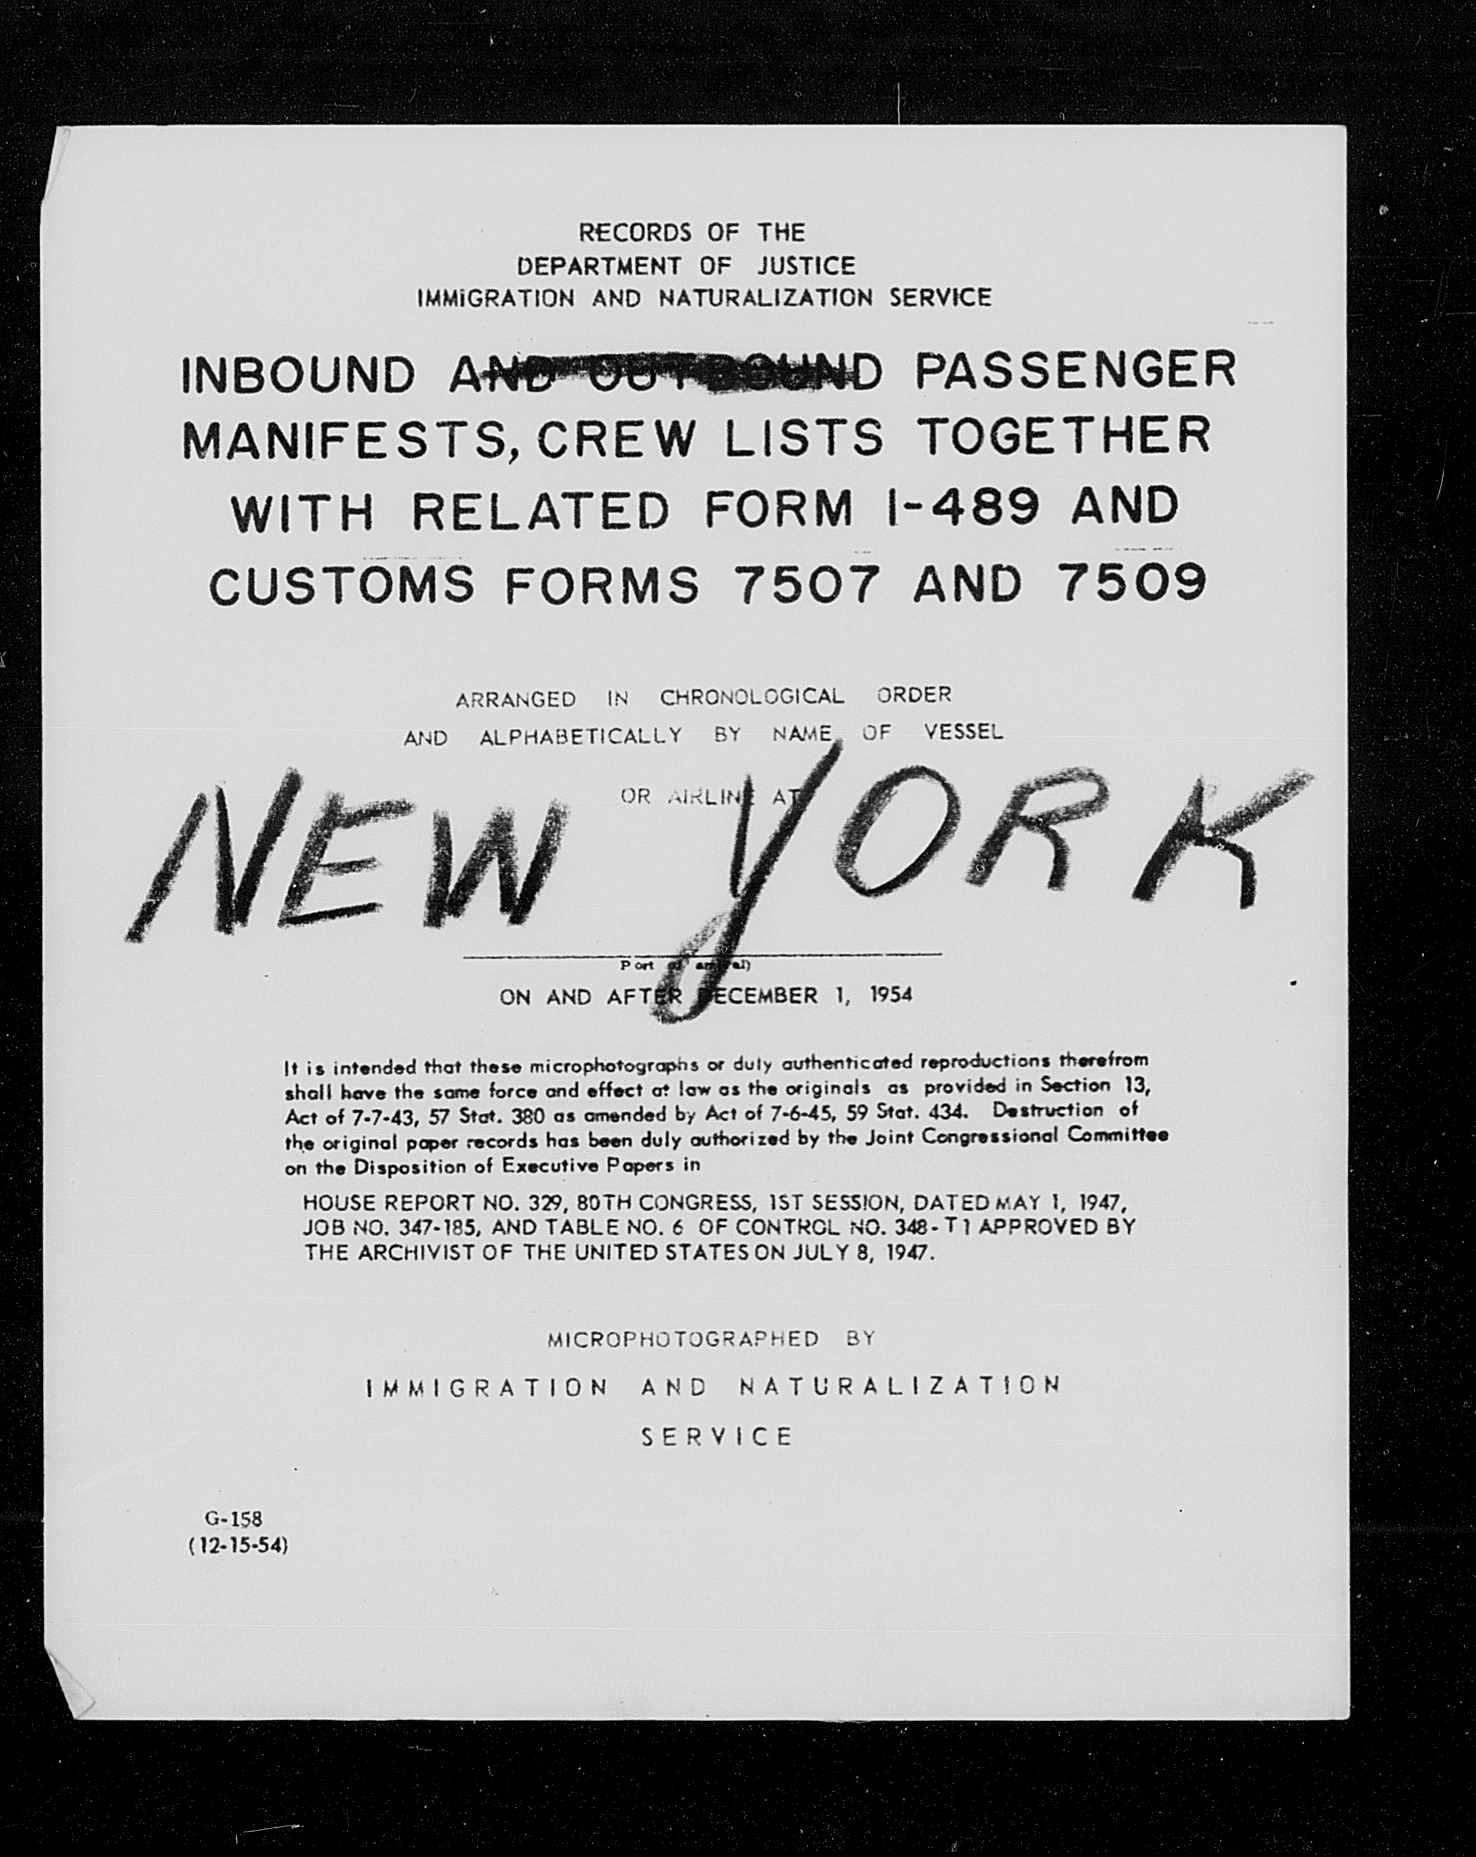 RECORDS OF THE
DEPARTMENT OF JUSTICE
IMMIGRATION AND NATURALIZATION SERVICE
INBOUND AND OUTBOUND PASSENGER
MANIFESTS, CREW LISTS TOGETHER
WITH RELATED FORM I-489 AND
CUSTOMS FORMS 7507 AND 7509
ARRANGED IN CHRONOLOGICAL ORDER
AND ALPHABETICALLY BY NAME OF VESSEL
OR AIRLINE AT
NEW YORK
Port of arrival)
ON AND AFTER DECEMBER 1, 1954
It is intended that these microphotographs or duly authenticated reproductions therefrom
shall have the same force and effect at law as the originals as provided in Section 13,
Act of 7-7-43, 57 Stat. 380 as amended by Act of 7-6-45, 59 Stat. 434. Destruction of
the original paper records has been duly authorized by the Joint Congressional Committee
on the Disposition of Executive Papers in
HOUSE REPORT NO. 329, 80TH CONGRESS, 1ST SESSION, DATED MAY 1, 1947,
JOB NO. 347-185, AND TABLE NO. 6 OF CONTROL NO. 348-T1 APPROVED BY
THE ARCHIVIST OF THE UNITED STATES ON JULY 8, 1947.
MICROPHOTOGRAPHED BY
IMMIGRATION AND NATURALIZATION
SERVICE
G-158
(12-15-54)